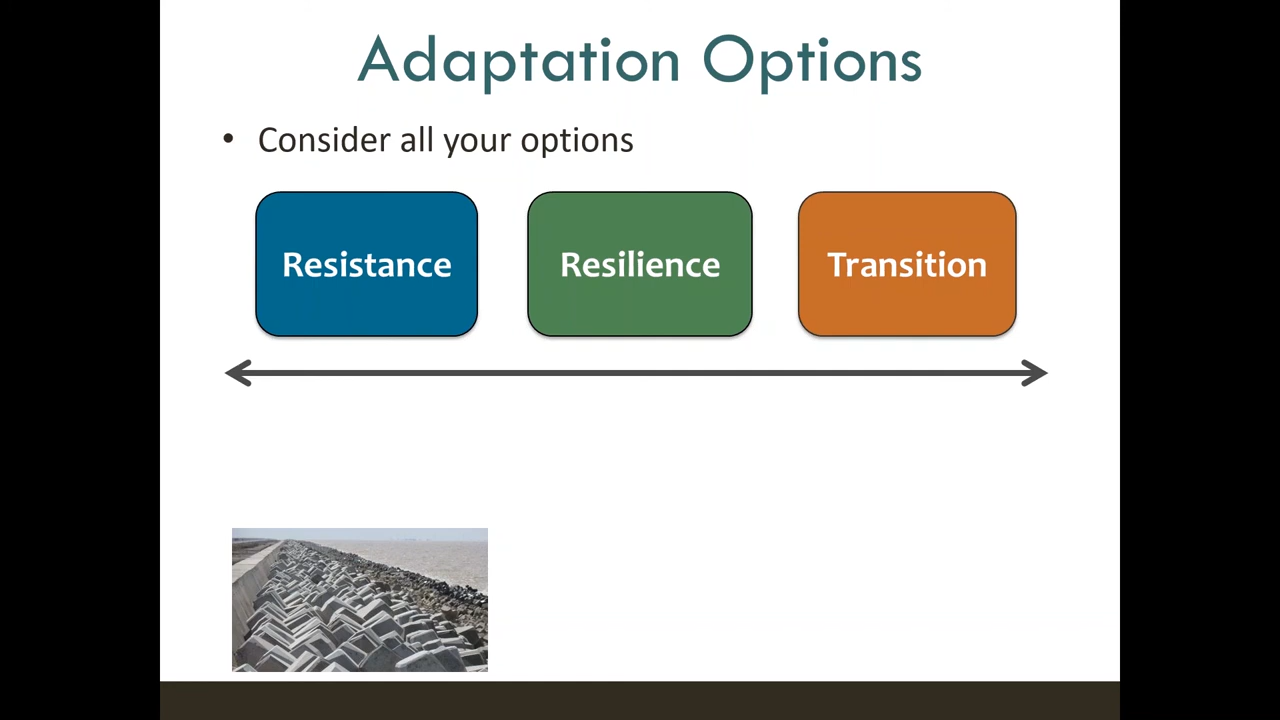 Adaptation Options
• Consider all your options
Resistance
Resilience
Transition